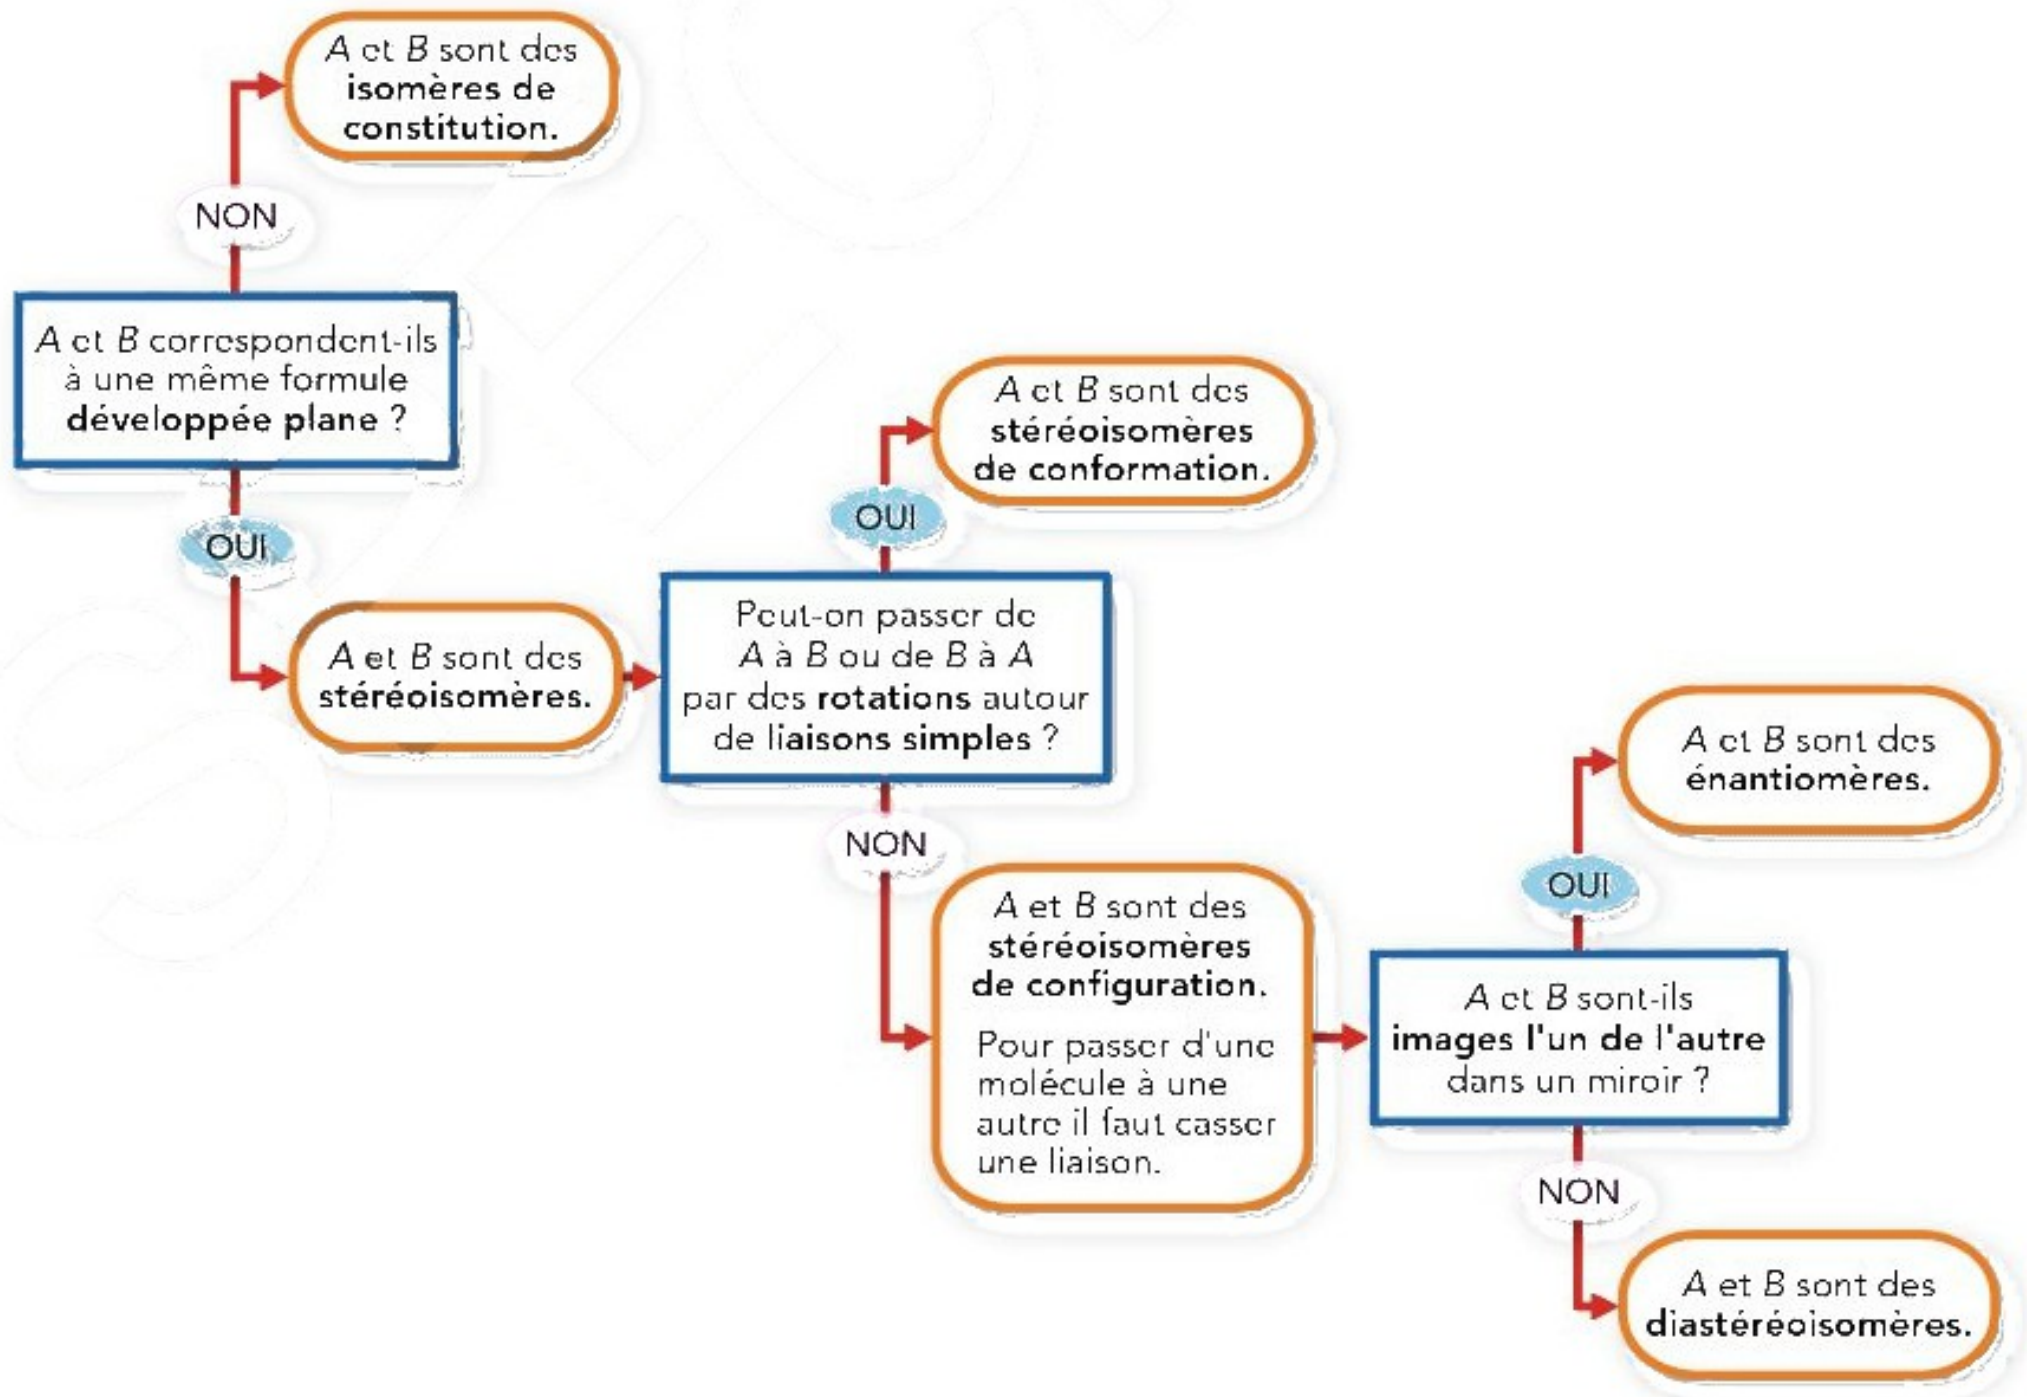 A et B sont des
isomères de
constitution.
NON
A et B correspondent-ils
à une même formule
développée plane ?
OUI
A et B sont des
stéréoisomères.
A et B sont des
stéréoisomères
de conformation.
OUI
Peut-on passer de
A à B ou de B à A
par des rotations autour
de liaisons simples ?
NON
A et B sont des
stéréoisomères
de configuration.
Pour passer d'une
molécule à une
autre il faut casser
une liaison.
A et B sont des
énantiomères.
OUI
A et B sont-ils
images l'un de l'autre
dans un miroir ?
NON
A et B sont des
diastéréoisomères.